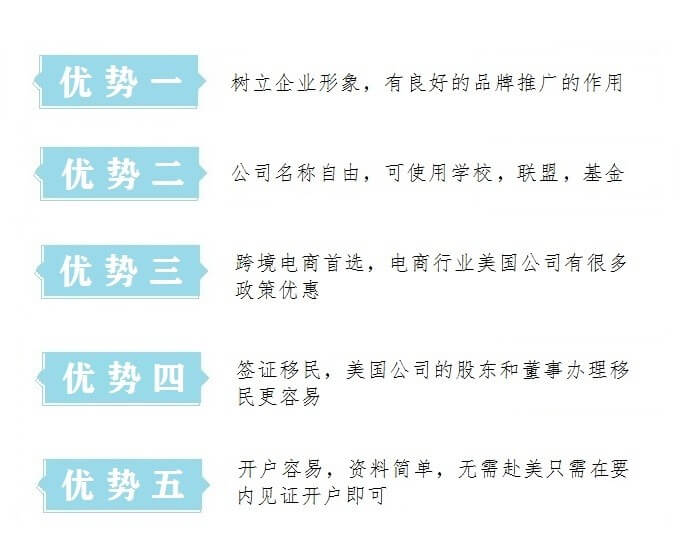 优势一
树立企业形象，有良好的品牌推广的作用
优势二
公司名称自由，可使用学校，联盟，基金
优势三
跨境电商首选，电商行业美国公司有很多
政策优惠
优势四
签证移民，美国公司的股东和董事办理移
民更容易
优势五
开户容易，资料简单，无需赴美只需在要
内见证开户即可